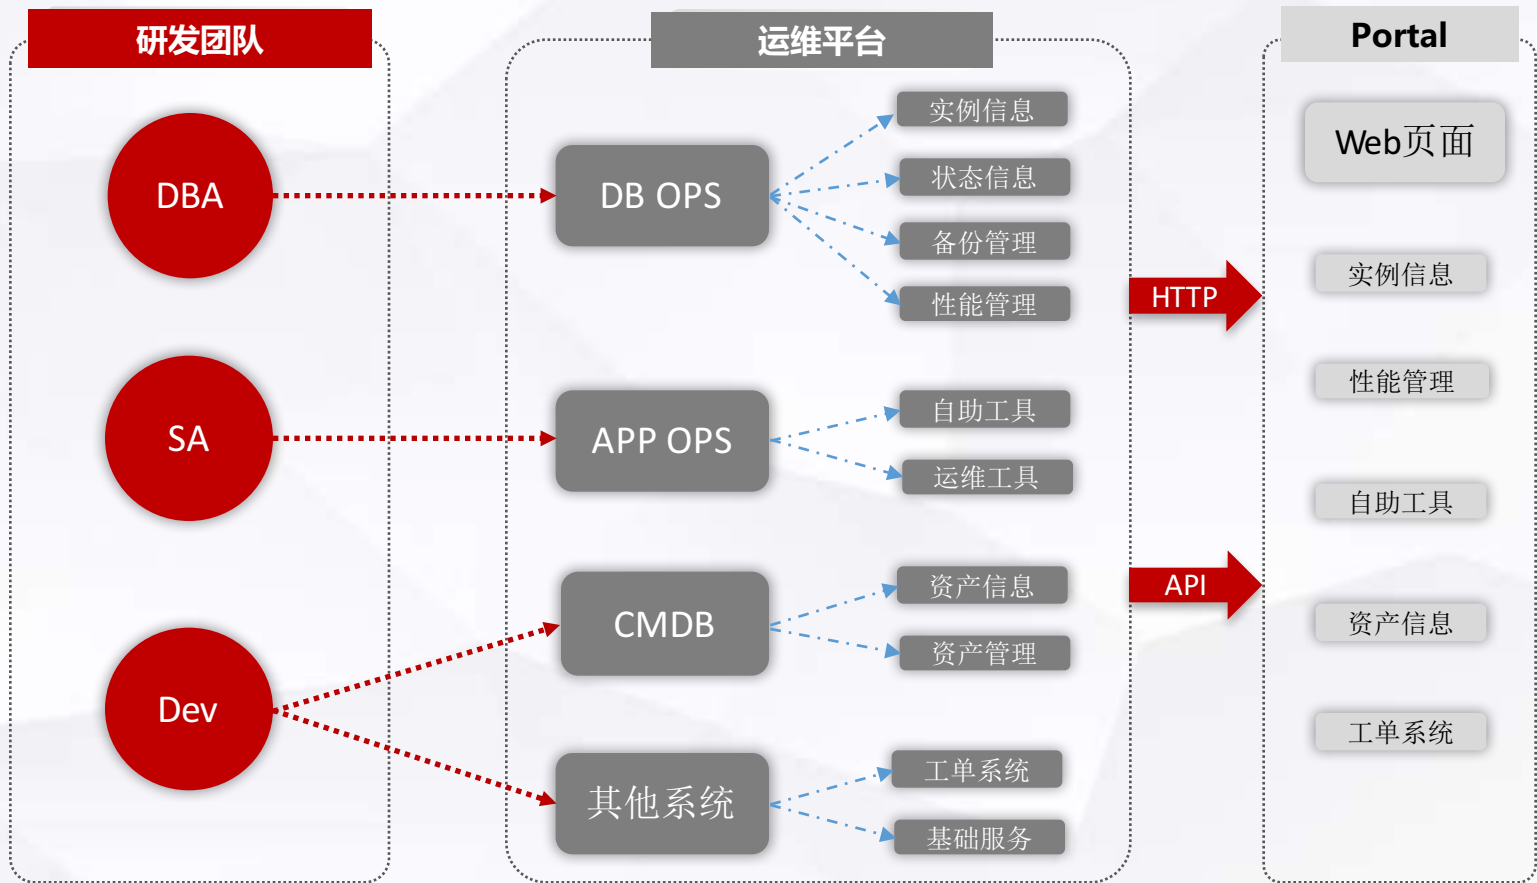 研发团队
DBA
SA
Dev
运维平台
DB OPS
实例信息
状态信息
备份管理
性能管理
APP OPS
自助工具
运维工具
CMDB
资产信息
资产管理
其他系统
工单系统
基础服务
HTTP
API
Portal
Web页面
实例信息
性能管理
自助工具
资产信息
工单系统